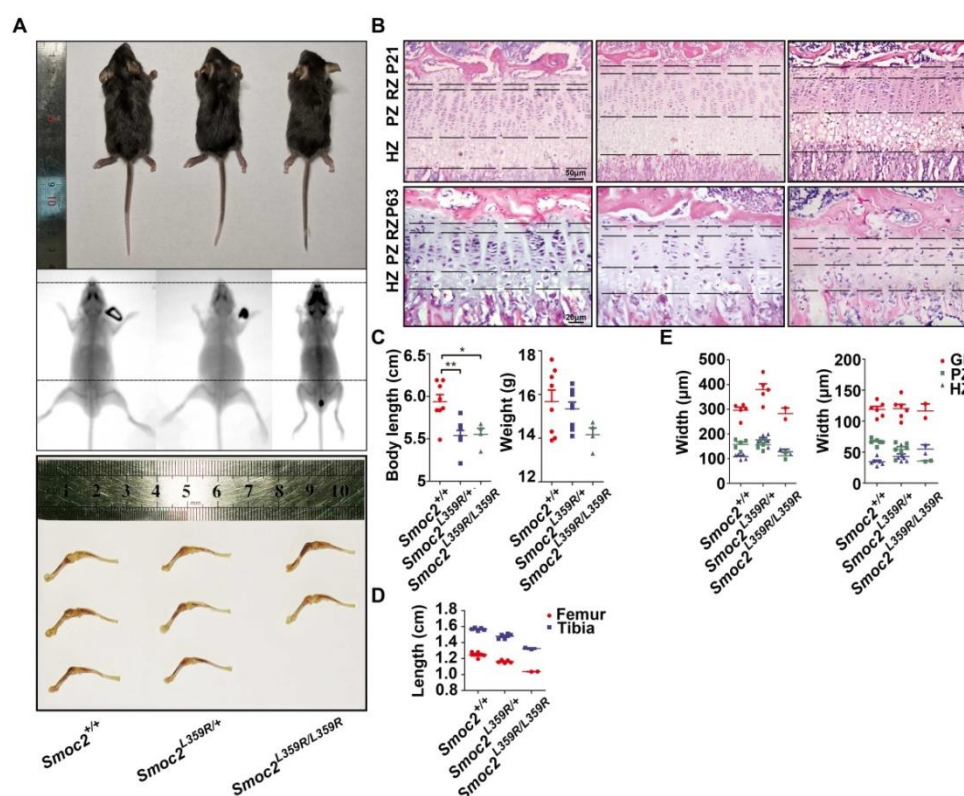 A
B
P21
RZ
PZ
HZ
50μm
P63
RZ
PZ
HZ
20μm
1 2 3 4 5 6 7 8 9 10
1 mm
Smoc2+/+
Smoc2L359R/+
Smoc2L359R/L359R
C
Body length (cm)
6.5
6.0
5.5
5
*
**
Smoc2+/+
Smoc2L359R/+
Smoc2L359R/L359R
Weight (g)
18
16
14
12
Smoc2+/+
Smoc2L359R/+
Smoc2L359R/L359R
D
Length (cm)
1.8
1.6
1.4
1.2
1.0
0.8
Femur
Tibia
Smoc2+/+
Smoc2L359R/+
Smoc2L359R/L359R
E
Width (μm)
500
400
300
200
100
0
Smoc2+/+
Smoc2L359R/+
Smoc2L359R/L359R
Width (μm)
200
150
100
50
0
Smoc2+/+
Smoc2L359R/+
Smoc2L359R/L359R